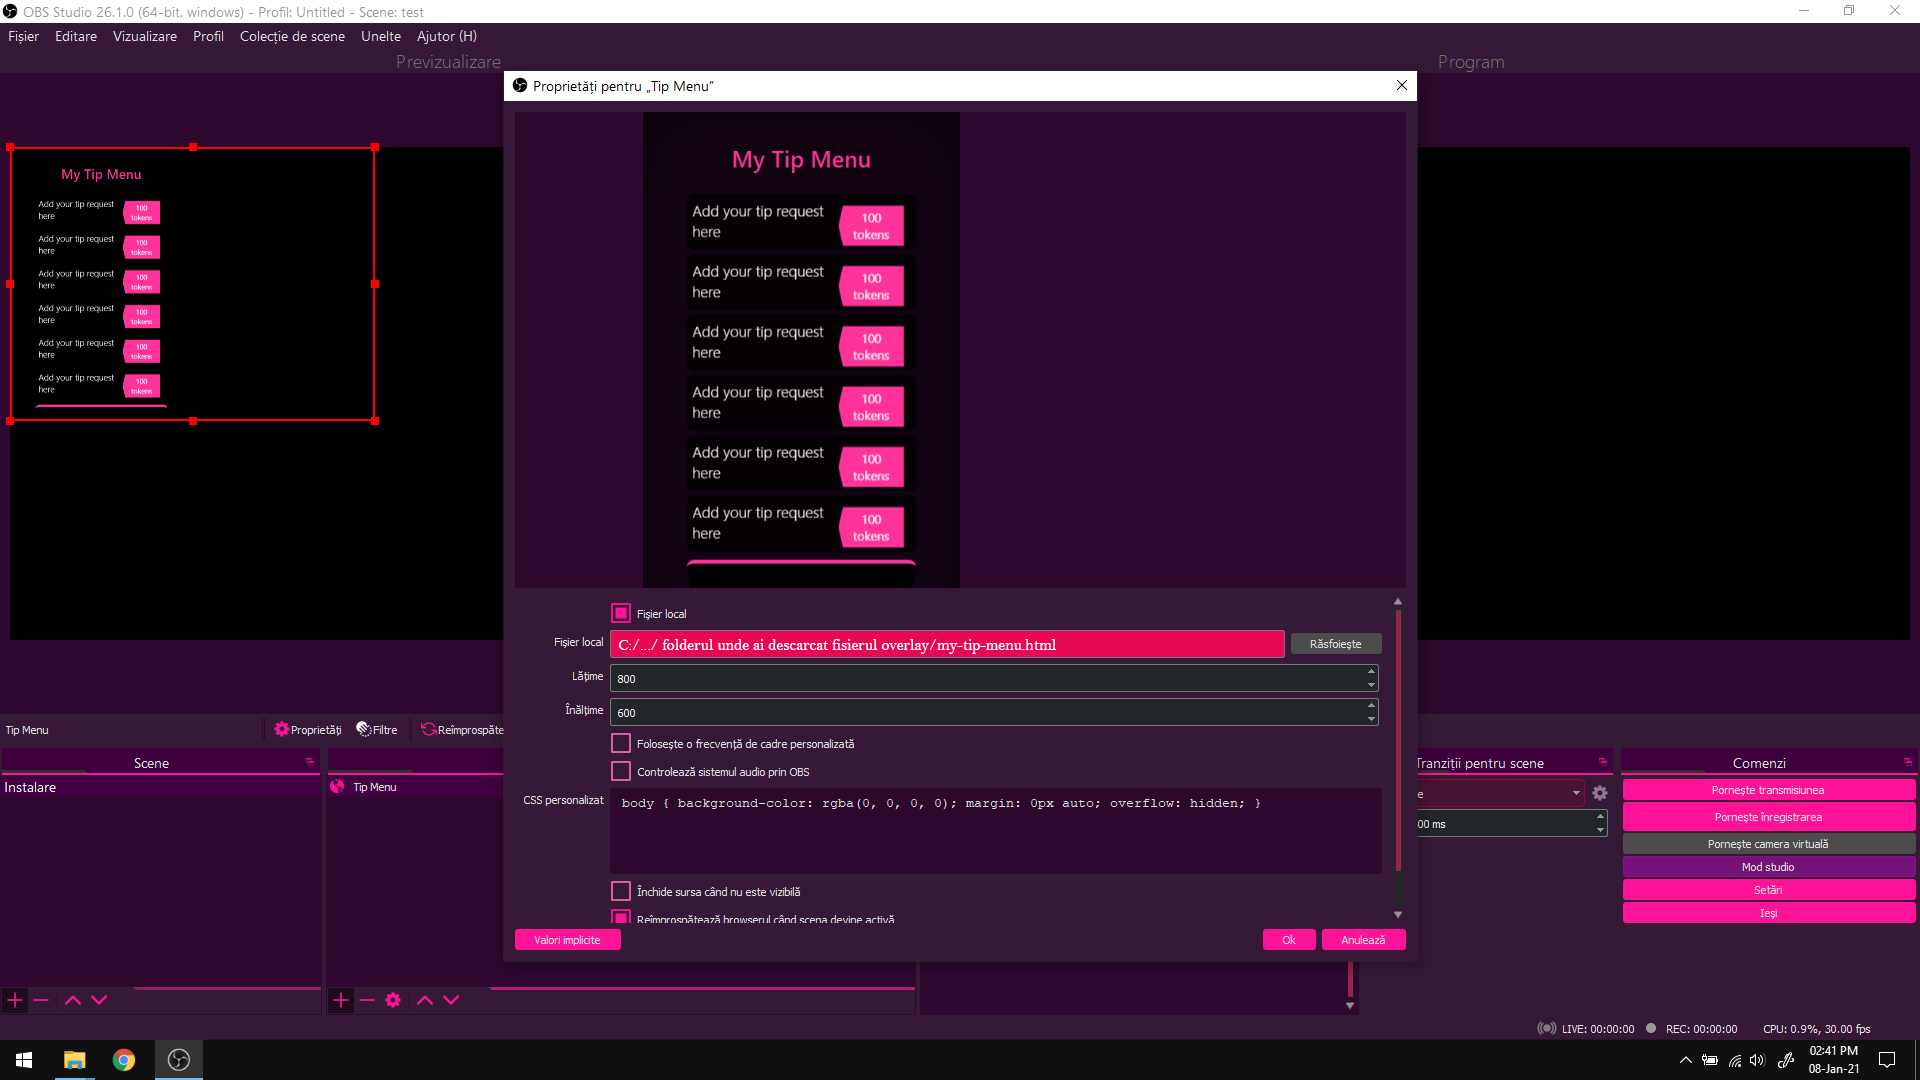 OBS Studio 26.1.0 (64-bit, windows) - Profil: Untitled - Scene: test
Fișier Editare Vizualizare Profil Colecție de scene Unelte Ajutor (H)
Previzualizare
Program
My Tip Menu
Add your tip request
here
100
tokens
Add your tip request
here
100
tokens
Add your tip request
here
100
tokens
Add your tip request
here
100
tokens
Add your tip request
here
100
tokens
Add your tip request
here
100
tokens
Proprietăți pentru „Tip Menu”
My Tip Menu
Add your tip request
here
100
tokens
Add your tip request
here
100
tokens
Add your tip request
here
100
tokens
Add your tip request
here
100
tokens
Add your tip request
here
100
tokens
Add your tip request
here
100
tokens
Fișier local
Fișier local C:/.../ folderul unde ai descarcat fisierul overlay/my-tip-menu.html Răsfoiește
Lățime 800
Înălțime 600
Folosește o frecvență de cadre personalizată
Controlează sistemul audio prin OBS
CSS personalizat body { background-color: rgba(0, 0, 0, 0); margin: 0px auto; overflow: hidden; }
Închide sursa când nu este vizibilă
Reîmprospătează browserul când scena devine activă
Valori implicite Ok Anulează
Tip Menu Proprietăți Filtre Reîmprospăte
Scene
Instalare
Tip Menu
Tranziții pentru scene
e
00 ms
Comenzi
Pornește transmisiunea
Pornește înregistrarea
Pornește camera virtuală
Mod studio
Setări
Ieși
LIVE: 00:00:00 REC: 00:00:00 CPU: 0.9%, 30.00 fps
02:41 PM
08-Jan-21